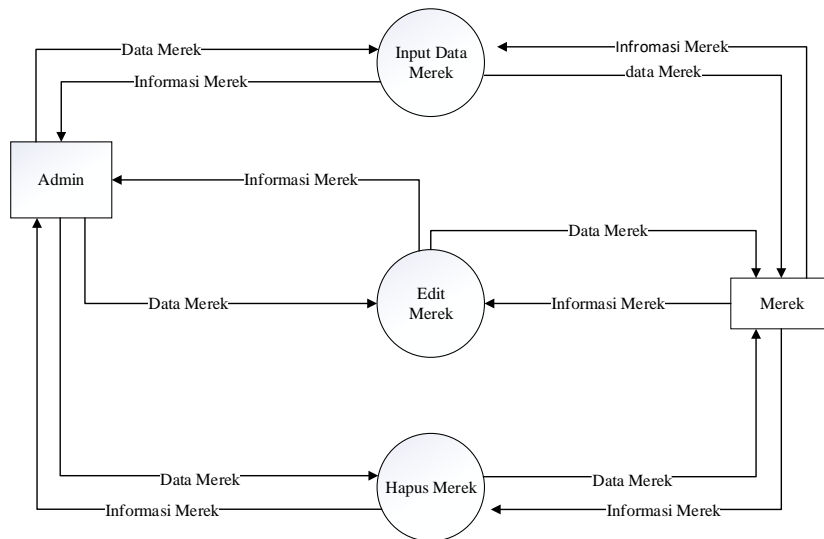 Data Merek
Input Data
Merek
Infromasi Merek
Informasi Merek
data Merek
Admin
Informasi Merek
Data Merek
Data Merek
Edit
Merek
Informasi Merek
Merek
Data Merek
Hapus Merek
Data Merek
Informasi Merek
Informasi Merek